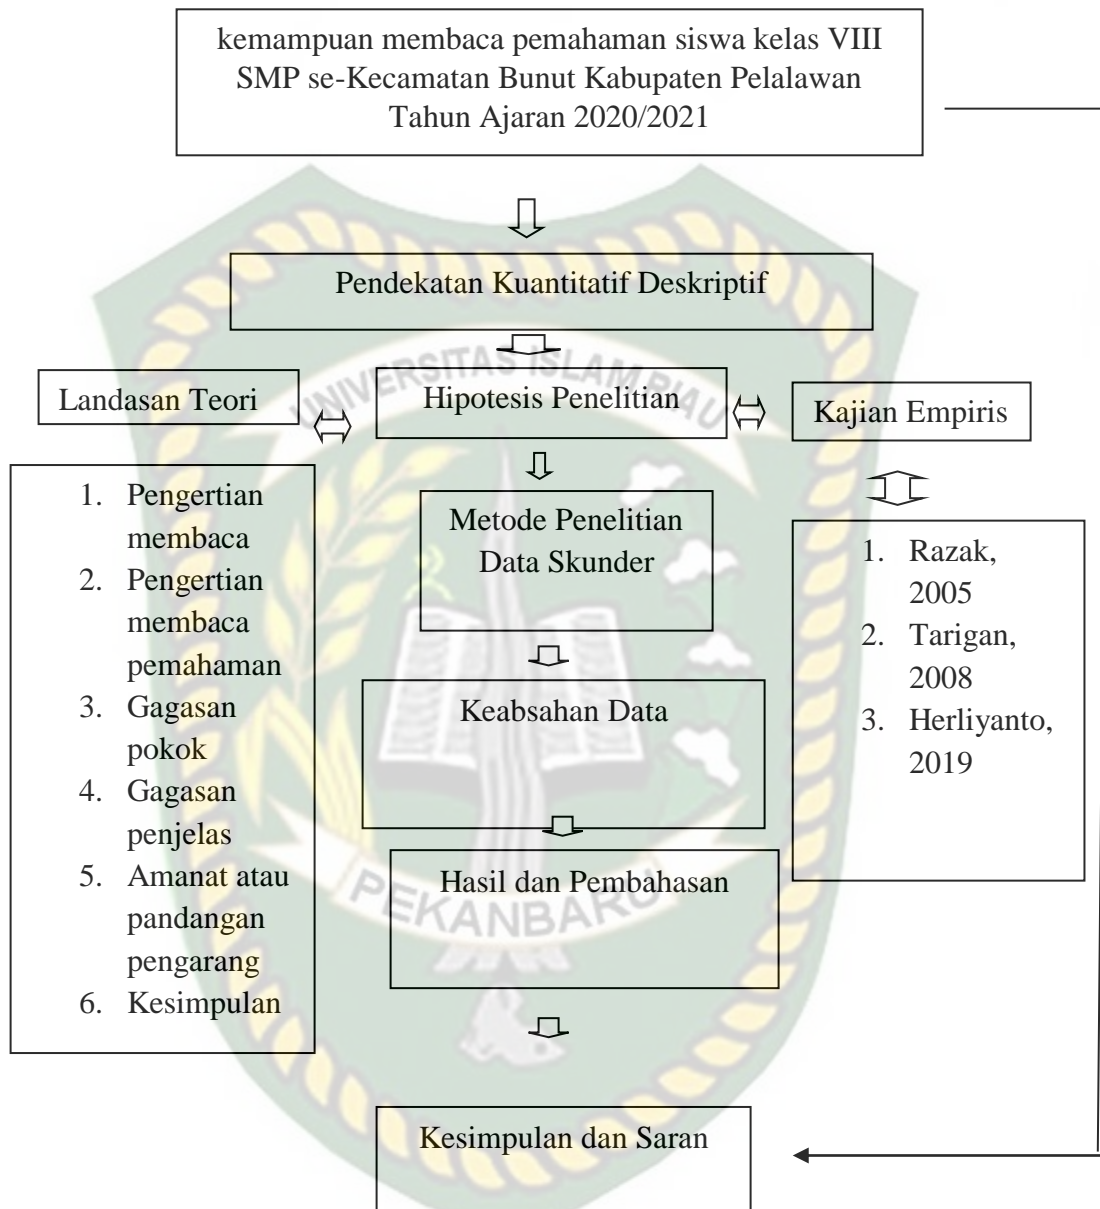 kemampuan membaca pemahaman siswa kelas VIII
SMP se-Kecamatan Bunut Kabupaten Pelalawan
Tahun Ajaran 2020/2021
Pendekatan Kuantitatif Deskriptif
UNIVERSITAS ISLAM RIAU
Landasan Teori
Hipotesis Penelitian
Kajian Empiris
1. Pengertian
membaca
2. Pengertian
membaca
pemahaman
3. Gagasan
pokok
4. Gagasan
penjelas
5. Amanat atau
pandangan
pengarang
6. Kesimpulan
Metode Penelitian
Data Skunder
1. Razak,
2005
2. Tarigan,
2008
3. Herliyanto,
2019
Keabsahan Data
Hasil dan Pembahasan
PEKANBARU
Kesimpulan dan Saran